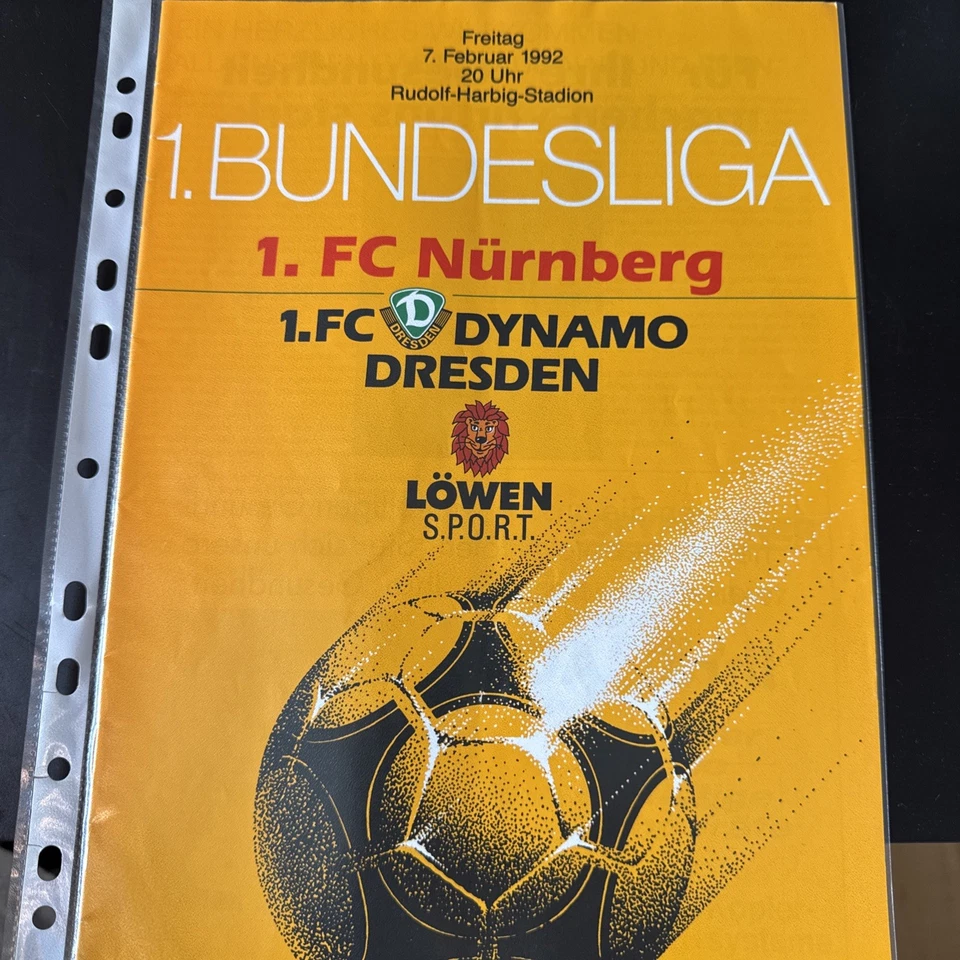 Freitag
7. Februar 1992
20 Uhr
Rudolf-Harbig-Stadion
1. BUNDESLIGA
1. FC Nürnberg
1.FC D DYNAMO
DRESDEN
DRESDEN
LÖWEN
S.P.O.R.T.